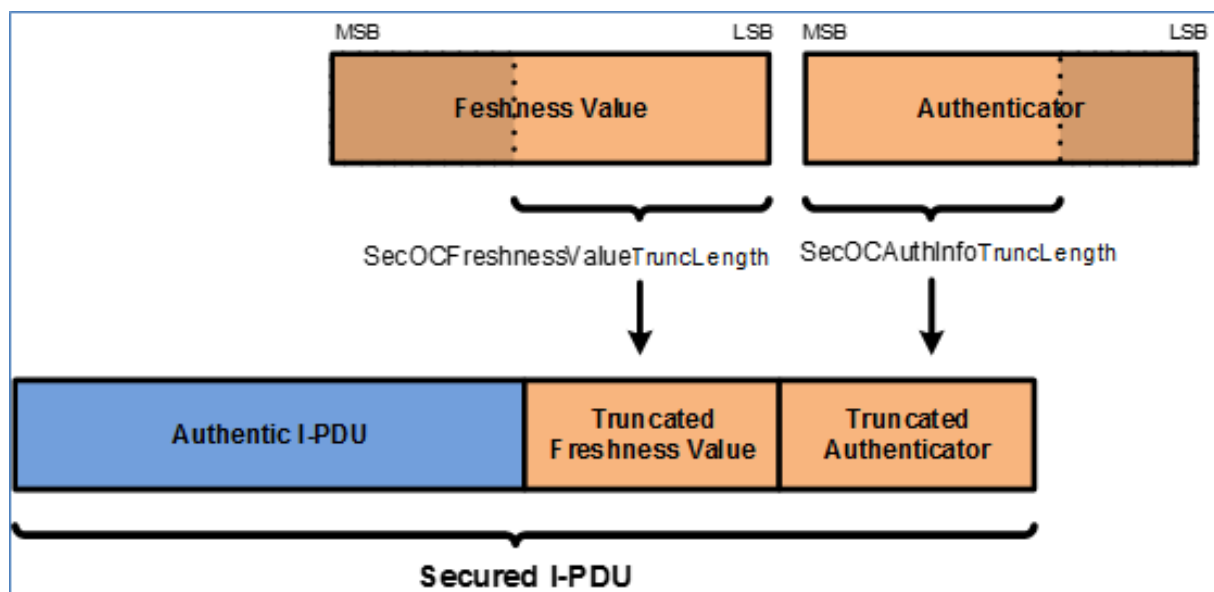 MSB LSB MSB LSB
Feshness Value Authenticator
SecOCFreshnessValueTruncLength SecOCAuthInfoTruncLength
Authentic I-PDU
Truncated
Freshness Value
Truncated
Authenticator
Secured I-PDU